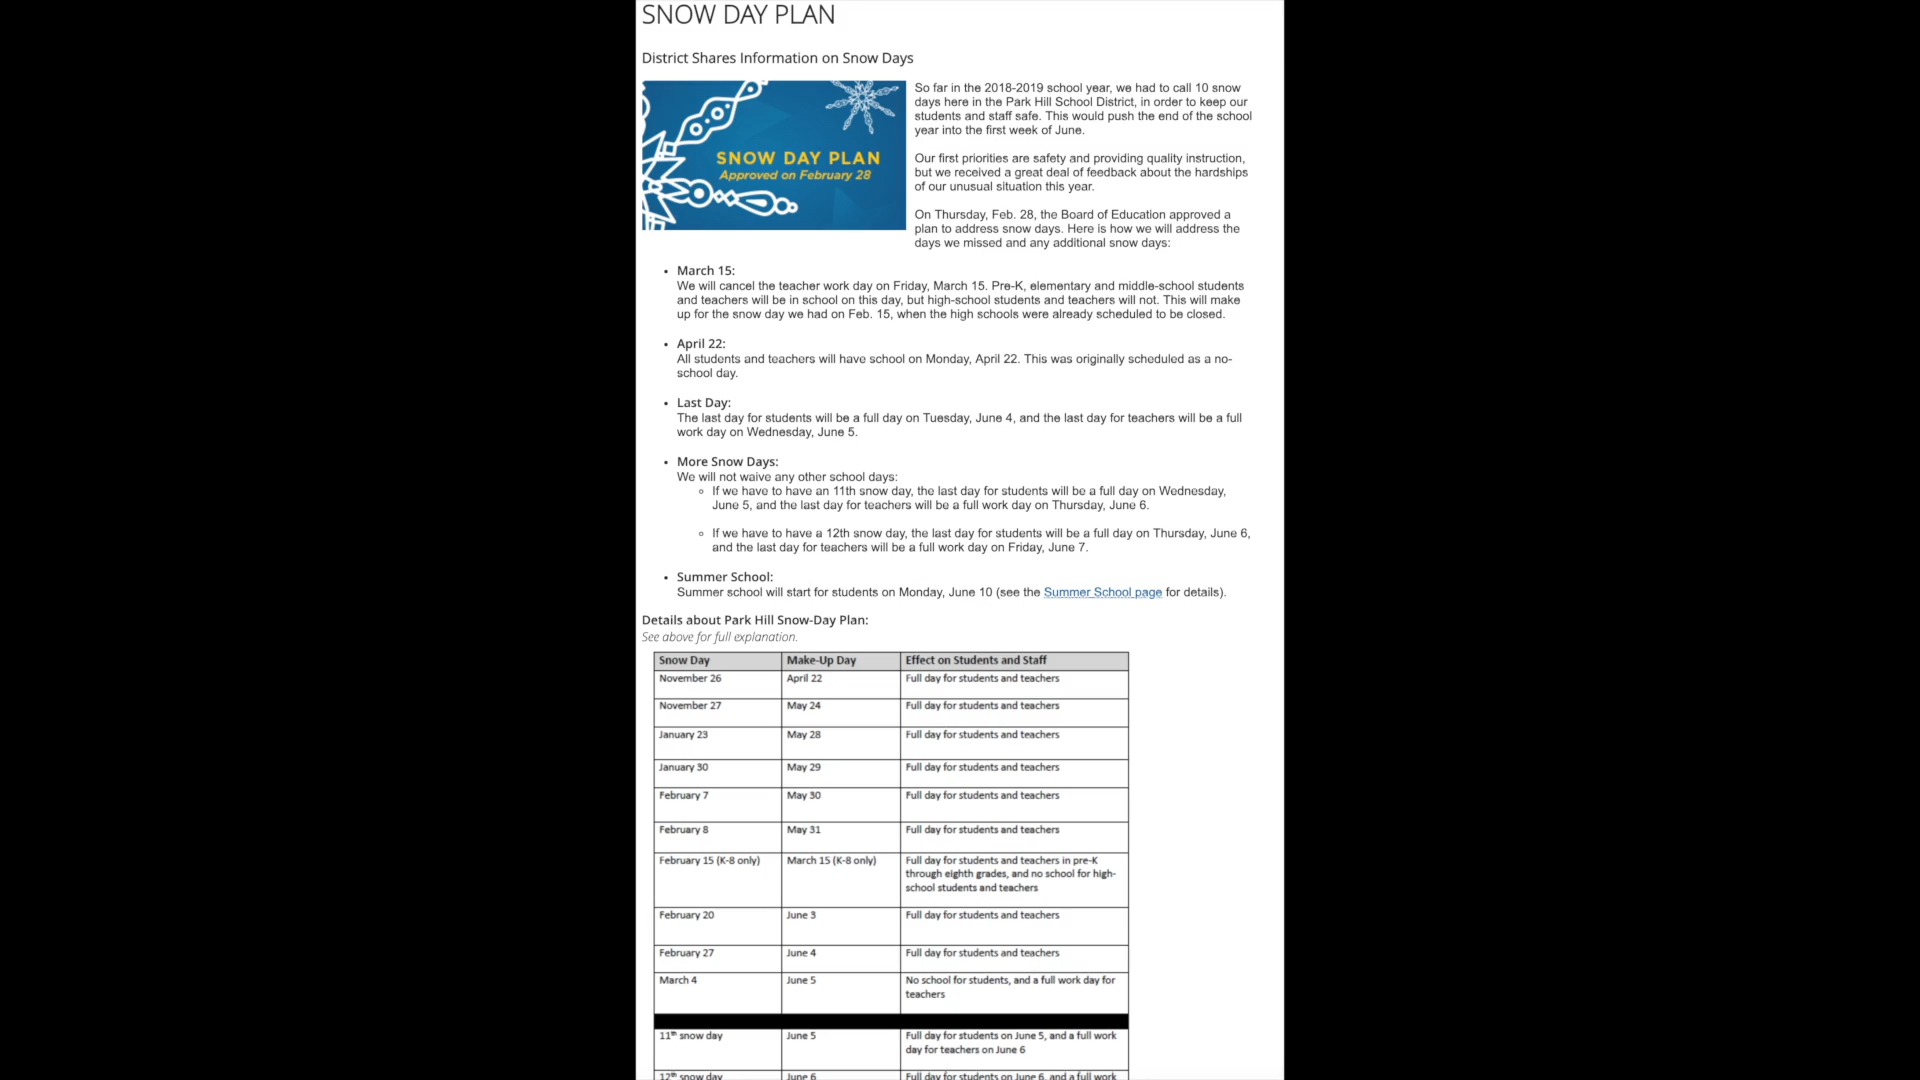 SNOW DAY PLAN
District Shares Information on Snow Days
SNOW DAY PLAN
Approved on February 28
So far in the 2018-2019 school year, we had to call 10 snow
days here in the Park Hill School District, in order to keep our
students and staff safe. This would push the end of the school
year into the first week of June.
Our first priorities are safety and providing quality instruction,
but we received a great deal of feedback about the hardships
of our unusual situation this year.
On Thursday, Feb. 28, the Board of Education approved a
plan to address snow days. Here is how we will address the
days we missed and any additional snow days:
• March 15:
We will cancel the teacher work day on Friday, March 15. Pre-K, elementary and middle-school students
and teachers will be in school on this day, but high-school students and teachers will not. This will make
up for the snow day we had on Feb. 15, when the high schools were already scheduled to be closed.
• April 22:
All students and teachers will have school on Monday, April 22. This was originally scheduled as a no-
school day.
• Last Day:
The last day for students will be a full day on Tuesday, June 4, and the last day for teachers will be a full
work day on Wednesday, June 5.
• More Snow Days:
We will not waive any other school days:
◦ If we have to have an 11th snow day, the last day for students will be a full day on Wednesday,
June 5, and the last day for teachers will be a full work day on Thursday, June 6.
◦ If we have to have a 12th snow day, the last day for students will be a full day on Thursday, June 6,
and the last day for teachers will be a full work day on Friday, June 7.
• Summer School:
Summer school will start for students on Monday, June 10 (see the Summer School page for details).
Details about Park Hill Snow-Day Plan:
See above for full explanation.
Snow Day Make-Up Day Effect on Students and Staff
November 26 April 22 Full day for students and teachers
November 27 May 24 Full day for students and teachers
January 23 May 28 Full day for students and teachers
January 30 May 29 Full day for students and teachers
February 7 May 30 Full day for students and teachers
February 8 May 31 Full day for students and teachers
February 15 (K-8 only) March 15 (K-8 only) Full day for students and teachers in pre-K
through eighth grades, and no school for high-
school students and teachers
February 20 June 3 Full day for students and teachers
February 27 June 4 Full day for students and teachers
March 4 June 5 No school for students, and a full work day for
teachers
11th snow day June 5 Full day for students on June 5, and a full work
day for teachers on June 6
12th snow day June 6 Full day for students on June 6, and a full work